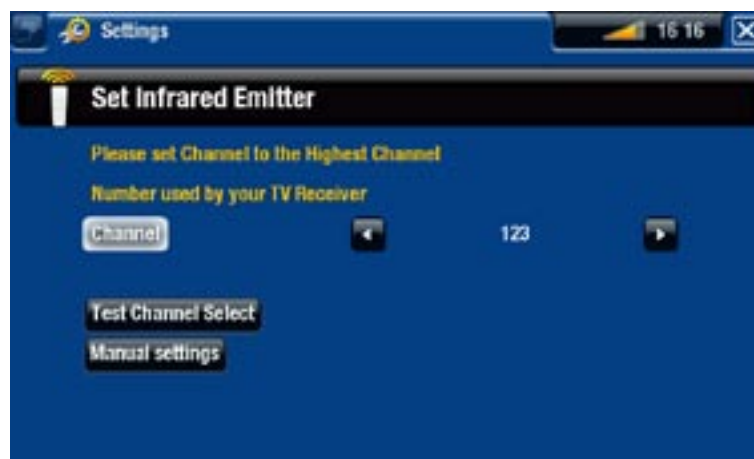 Settings
16 16
Set Infrared Emitter
Please set Channel to the Highest Channel
Number used by your TV Receiver
Channel
123
Test Channel Select
Manual settings